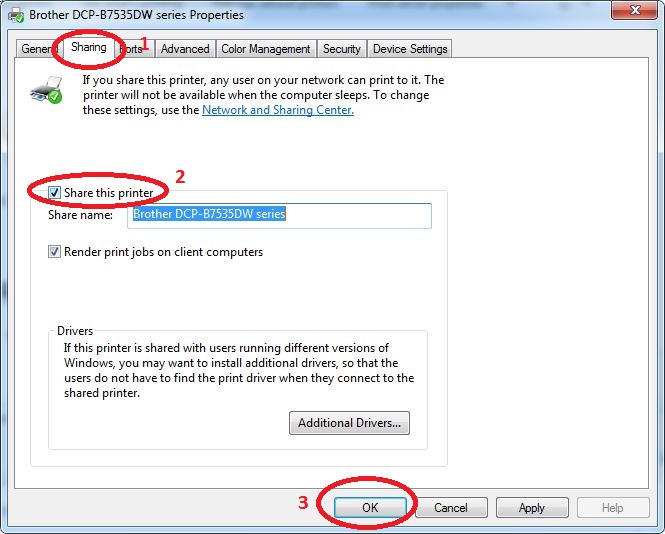 Brother DCP-B7535DW series Properties
General Sharing Ports Advanced Color Management Security Device Settings
1
If you share this printer, any user on your network can print to it. The
printer will not be available when the computer sleeps. To change
these settings, use the Network and Sharing Center.
2
Share this printer
Share name: Brother DCP-B7535DW series
Render print jobs on client computers
Drivers
If this printer is shared with users running different versions of
Windows, you may want to install additional drivers, so that the
users do not have to find the print driver when they connect to the
shared printer.
Additional Drivers...
3 OK Cancel Apply Help